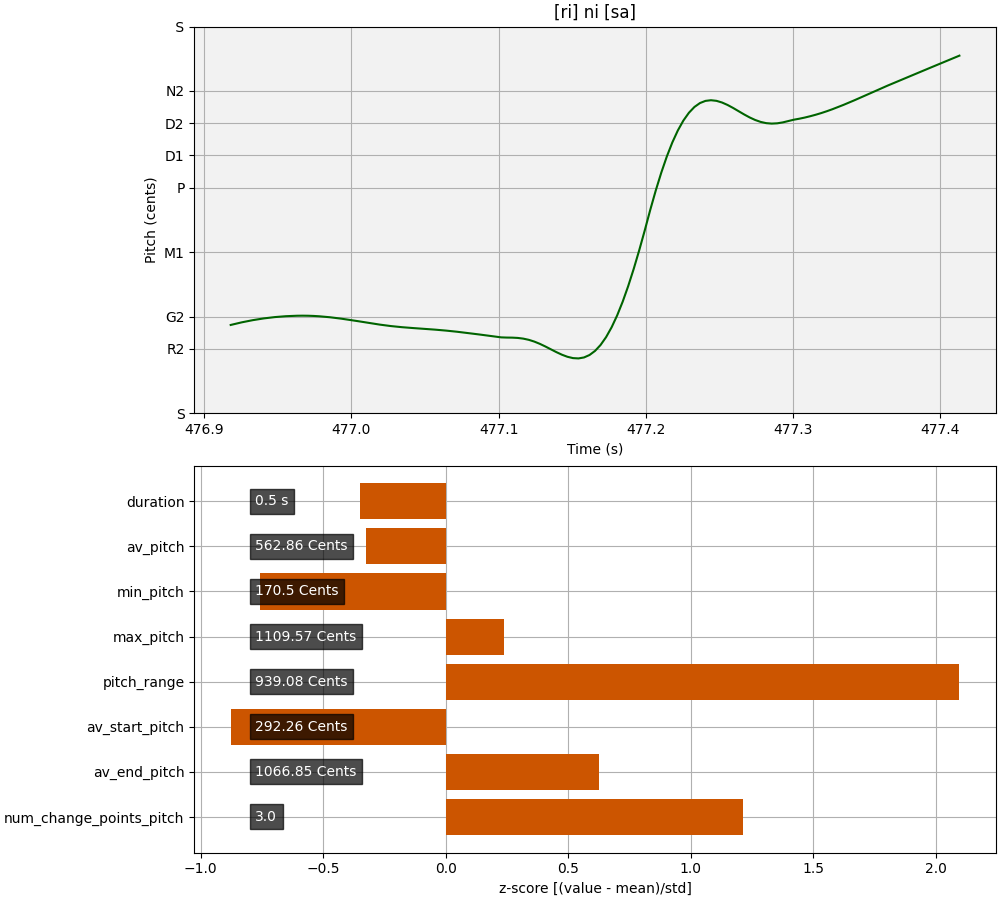 [ri] ni [sa]
Pitch (cents)
S
N2
D2
D1
P
M1
G2
R2
S
476.9 477.0 477.1 477.2 477.3 477.4
Time (s)
duration 0.5 s
av_pitch 562.86 Cents
min_pitch 170.5 Cents
max_pitch 1109.57 Cents
pitch_range 939.08 Cents
av_start_pitch 292.26 Cents
av_end_pitch 1066.85 Cents
num_change_points_pitch 3.0
−1.0 −0.5 0.0 0.5 1.0 1.5 2.0
z-score [(value - mean)/std]